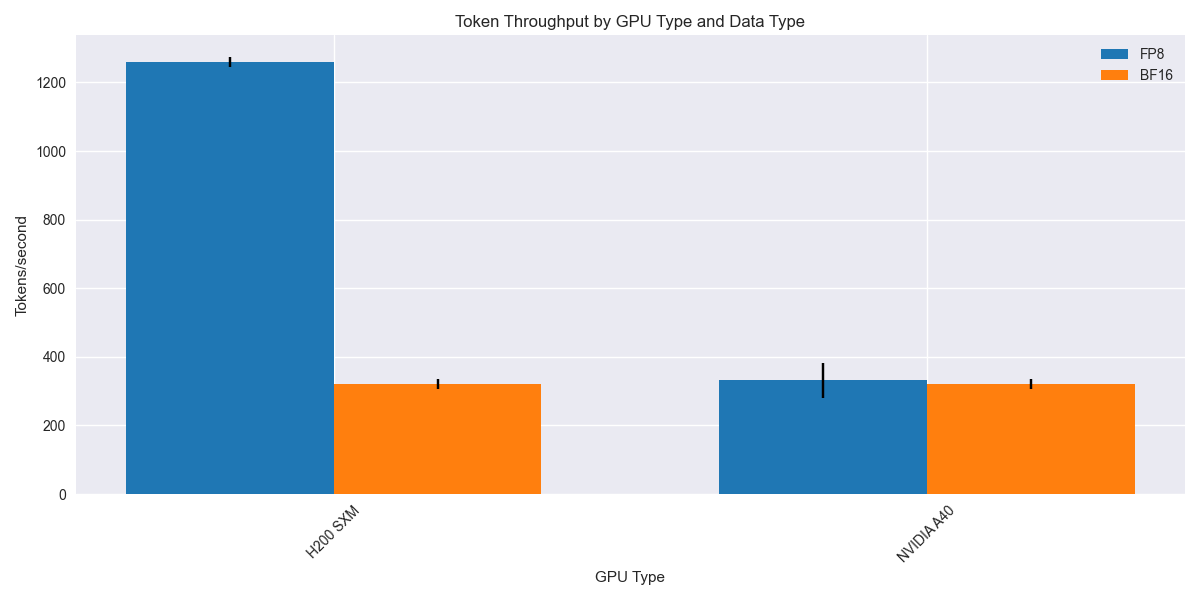 Token Throughput by GPU Type and Data Type
FP8
BF16
Tokens/second
1200
1000
800
600
400
200
0
H200 SXM
NVIDIA A40
GPU Type